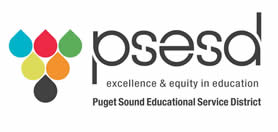 psesd
excellence & equity in education
Puget Sound Educational Service District